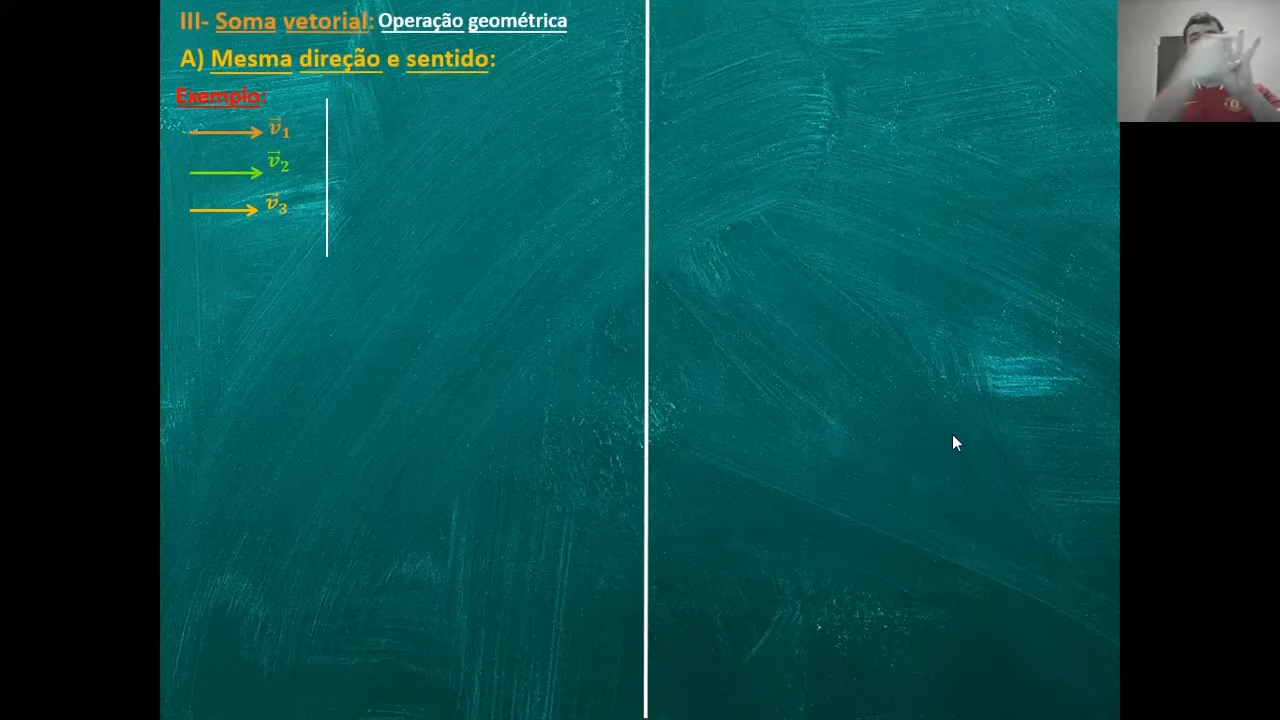 III- Soma vetorial: Operação geométrica
A) Mesma direção e sentido:
Exemplo:
v⃗₁
v⃗₂
v⃗₃